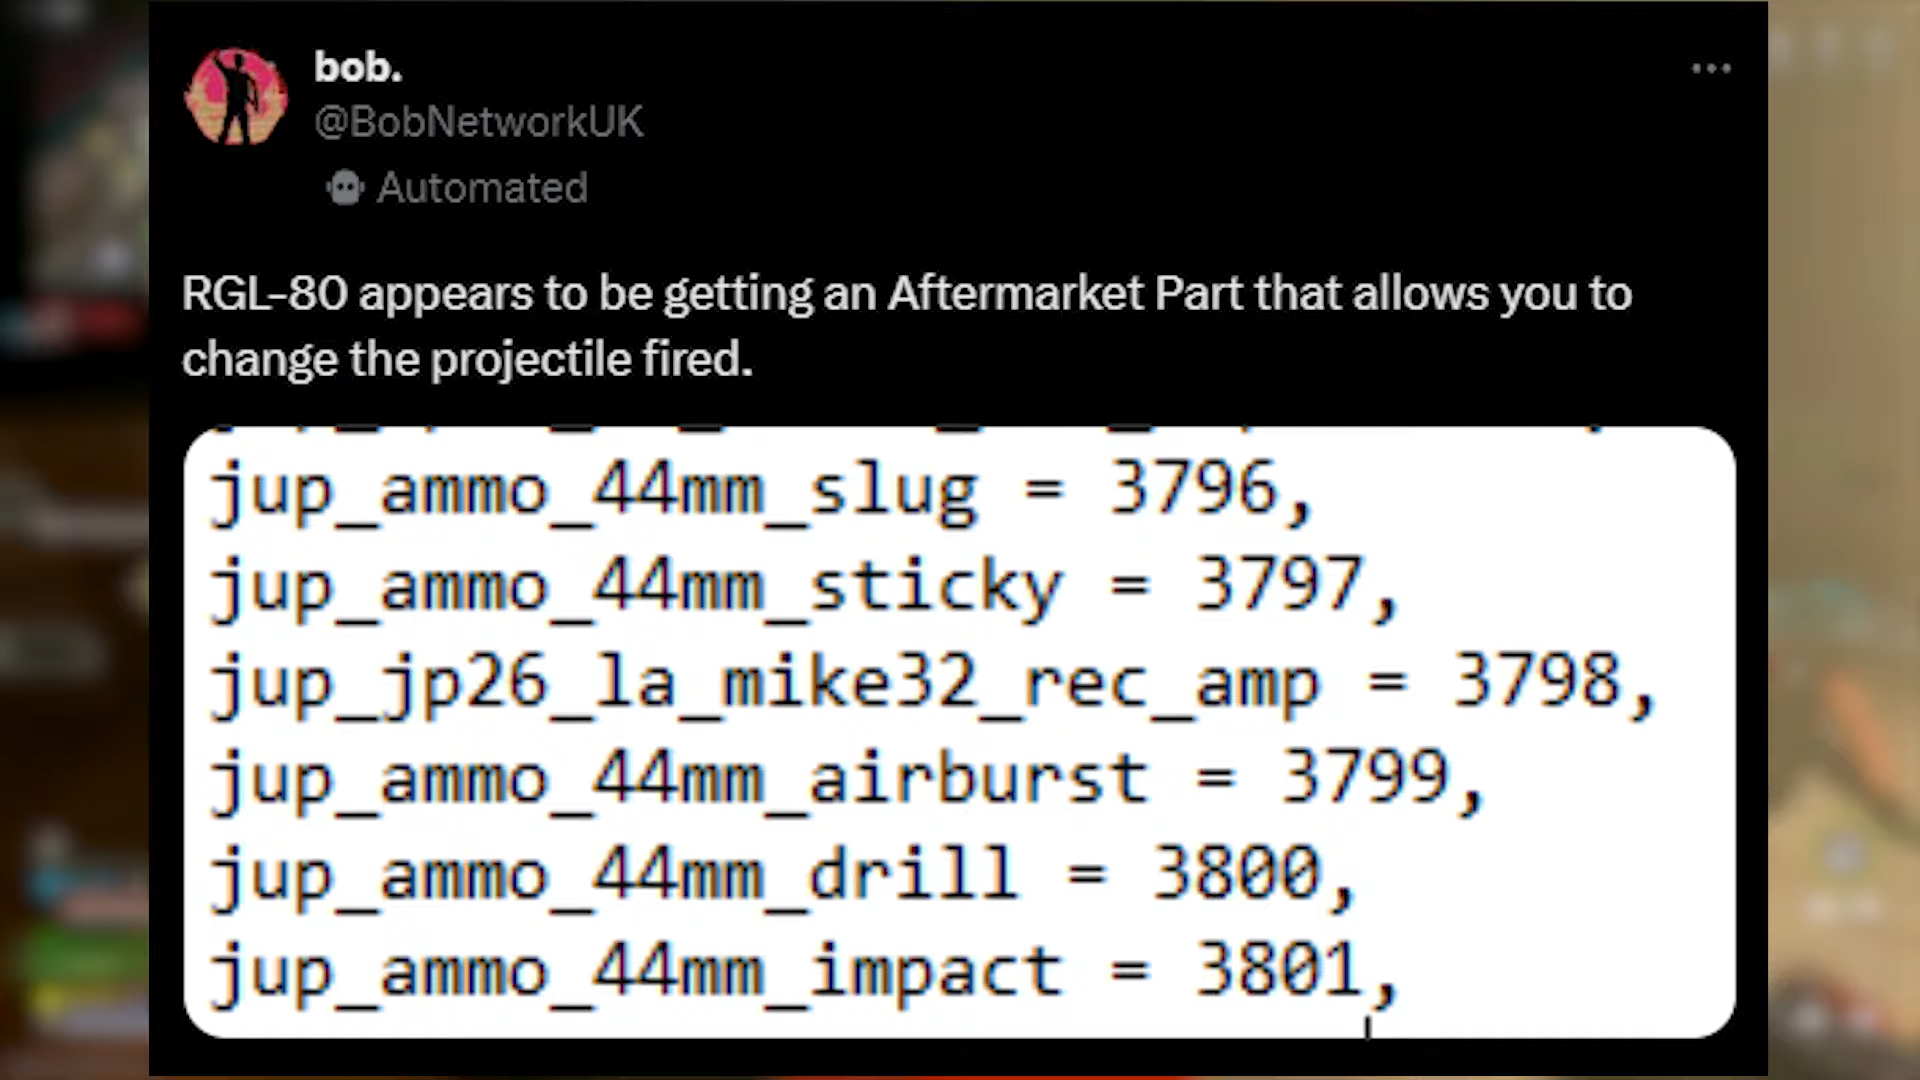 bob.
@BobNetworkUK
Automated
RGL-80 appears to be getting an Aftermarket Part that allows you to
change the projectile fired.
jup_ammo_44mm_slug = 3796,
jup_ammo_44mm_sticky = 3797,
jup_jp26_la_mike32_rec_amp = 3798,
jup_ammo_44mm_airburst = 3799,
jup_ammo_44mm_drill = 3800,
jup_ammo_44mm_impact = 3801,